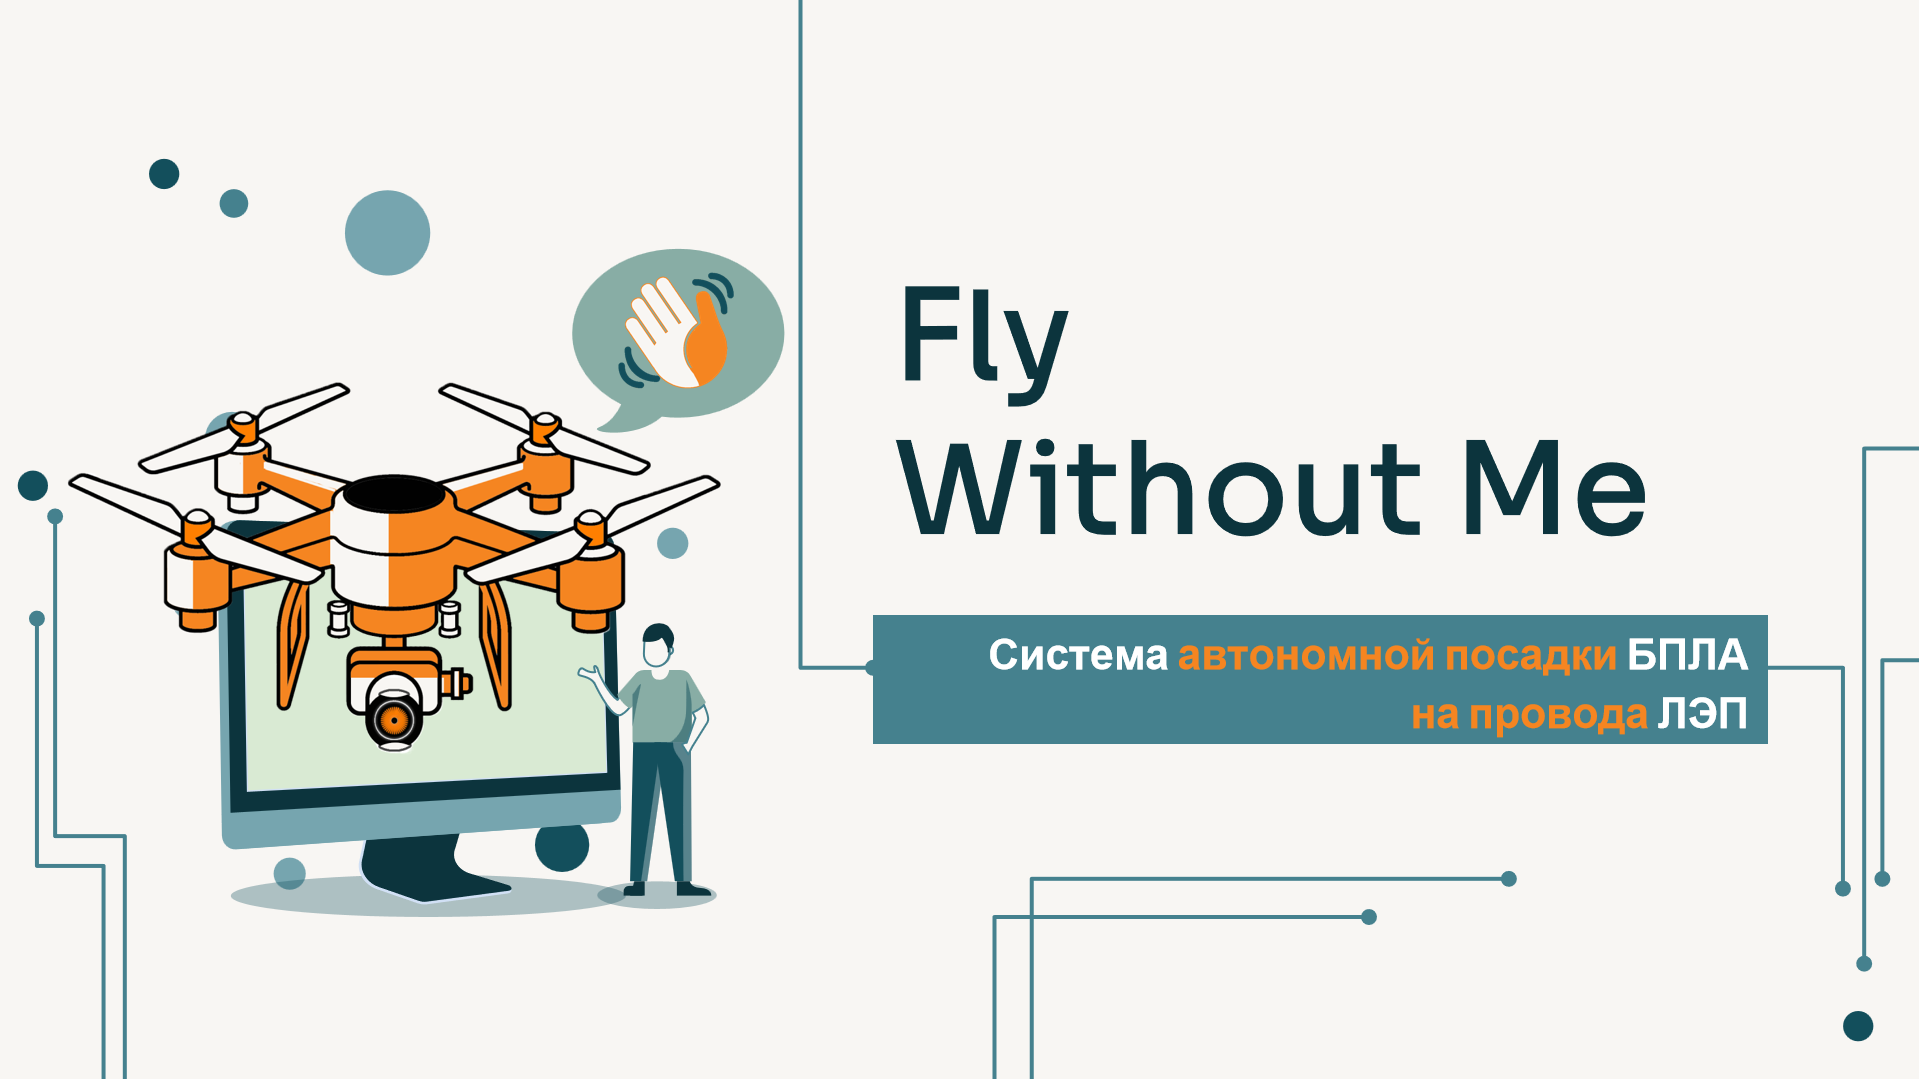 Fly
Without Me
Система автономной посадки БПЛА
на провода ЛЭП